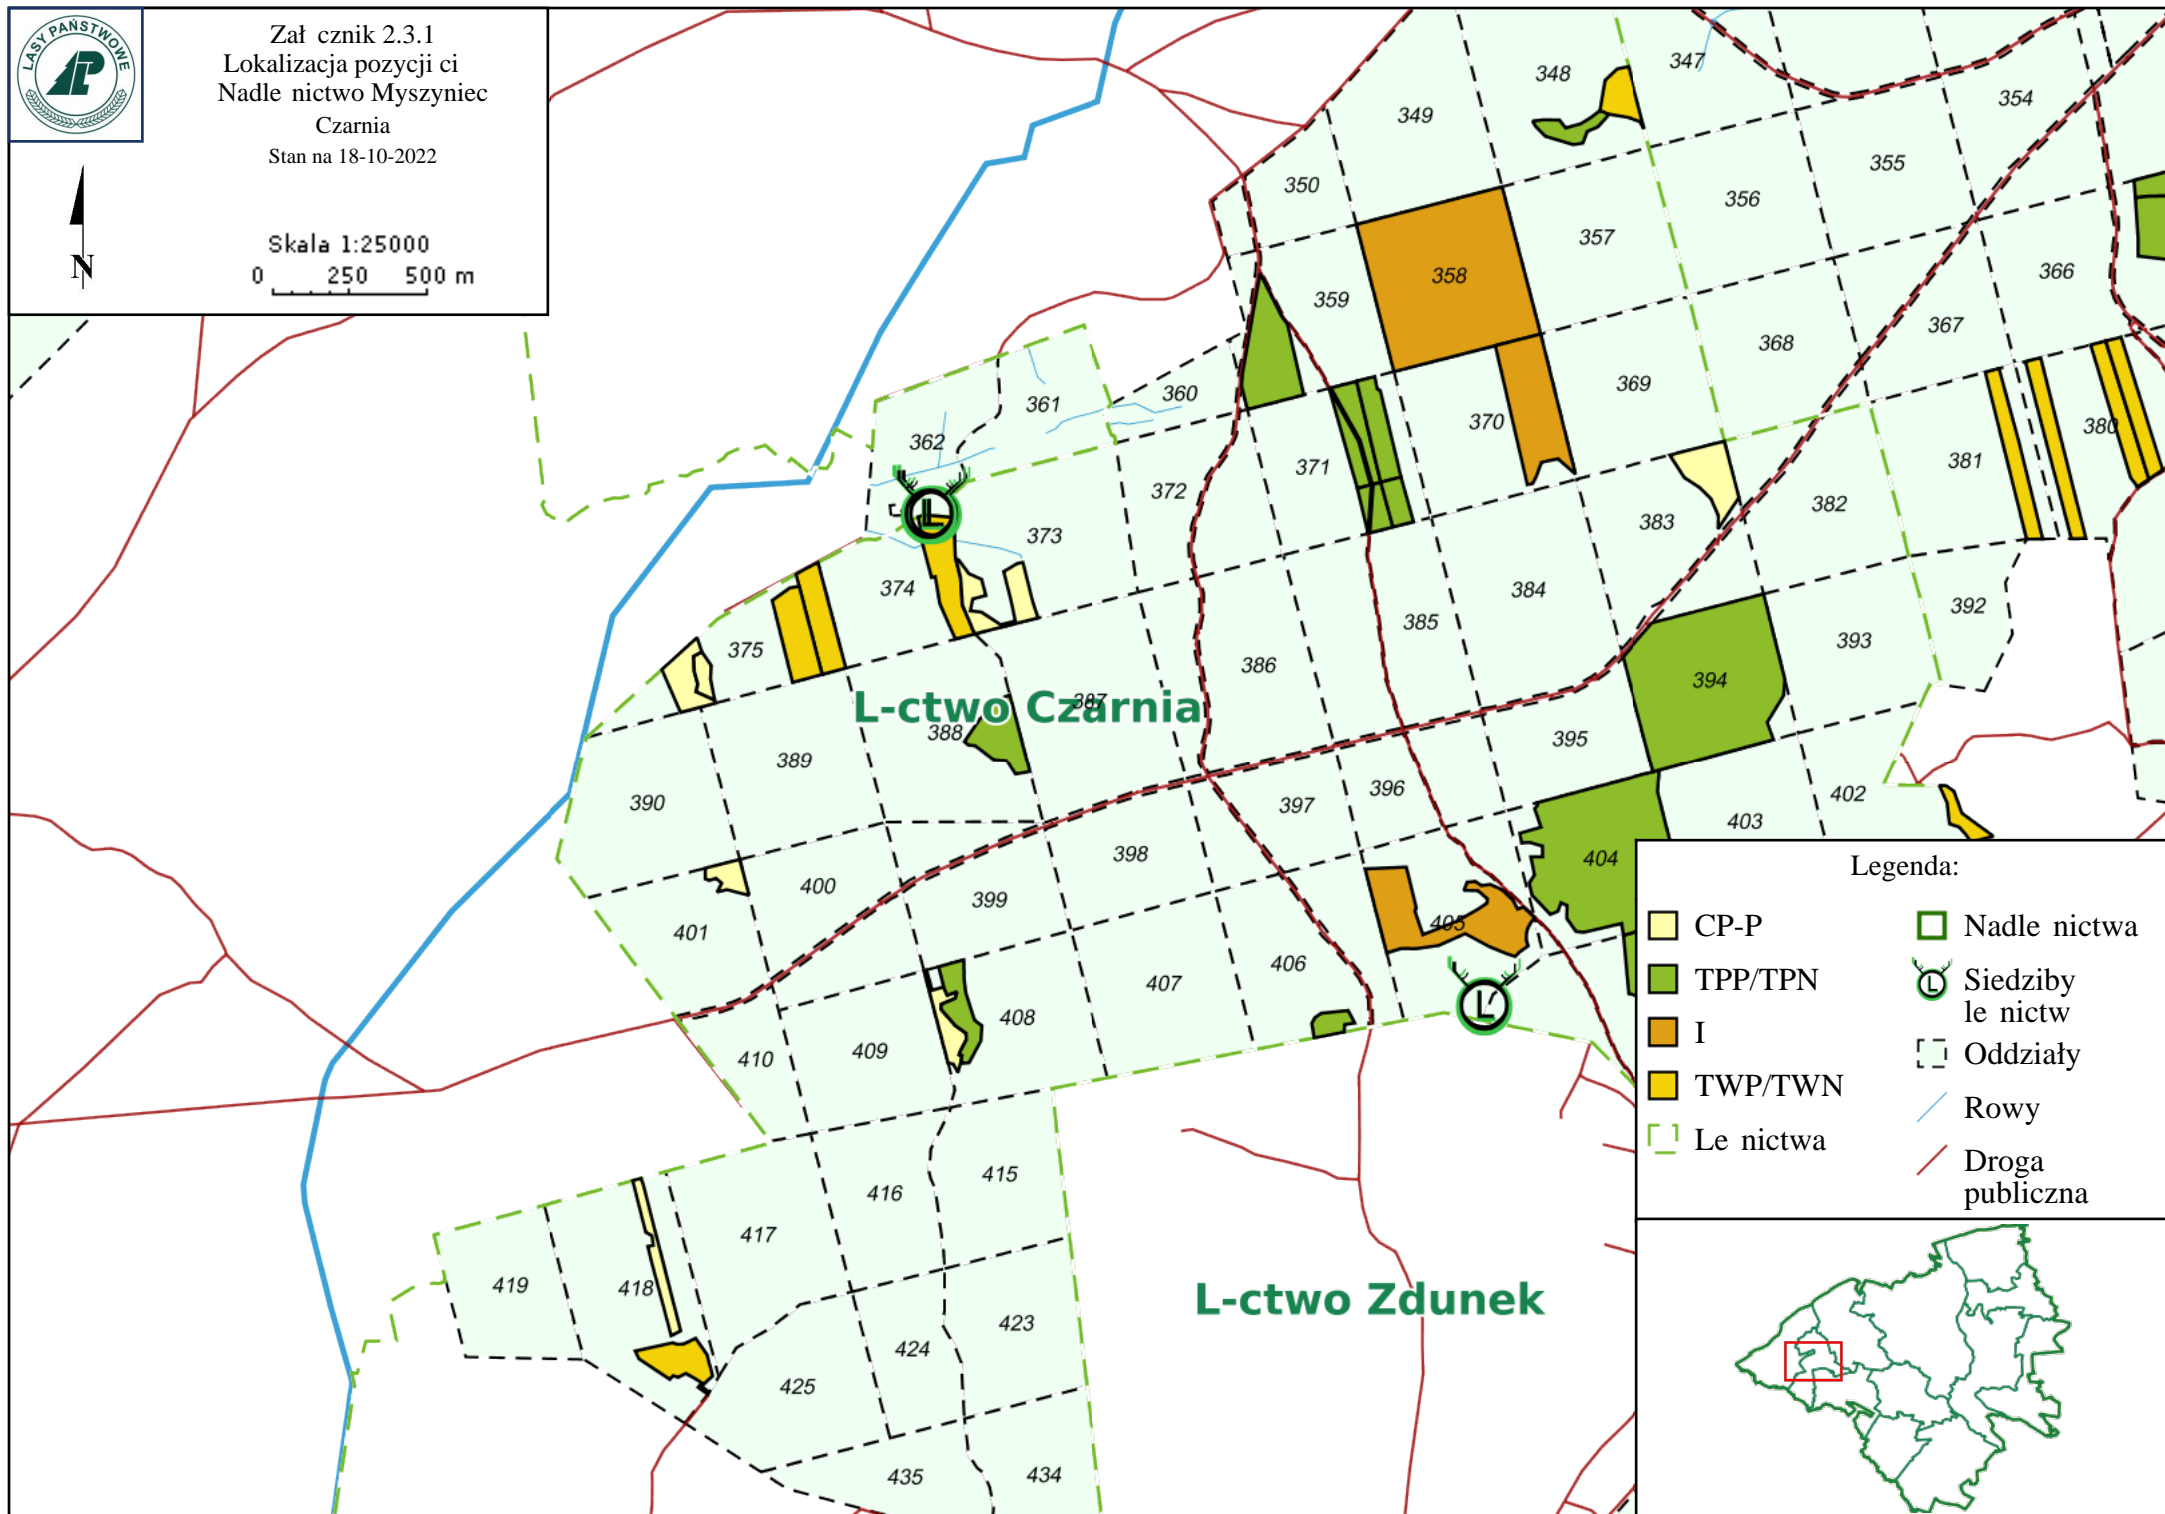 LASY PAŃSTWOWE
LP
Zał cznik 2.3.1
Lokalizacja pozycji ci
Nadle nictwo Myszyniec
Czarnia
Stan na 18-10-2022
N
Skala 1:25000
0 250 500 m
347
348
349
350
354
355
356
357
358
359
360
361
362
366
367
368
369
370
371
372
373
374
375
380
381
382
383
384
385
386
387
388
389
390
392
393
394
395
396
397
398
399
400
401
402
403
404
405
406
407
408
409
410
415
416
417
418
419
423
424
425
434
435
L
L-ctwo Czarnia
L
L-ctwo Zdunek
Legenda:
CP-P
TPP/TPN
I
TWP/TWN
Le nictwa
Nadle nictwa
L
Siedziby
le nictw
Oddziały
Rowy
Droga
publiczna